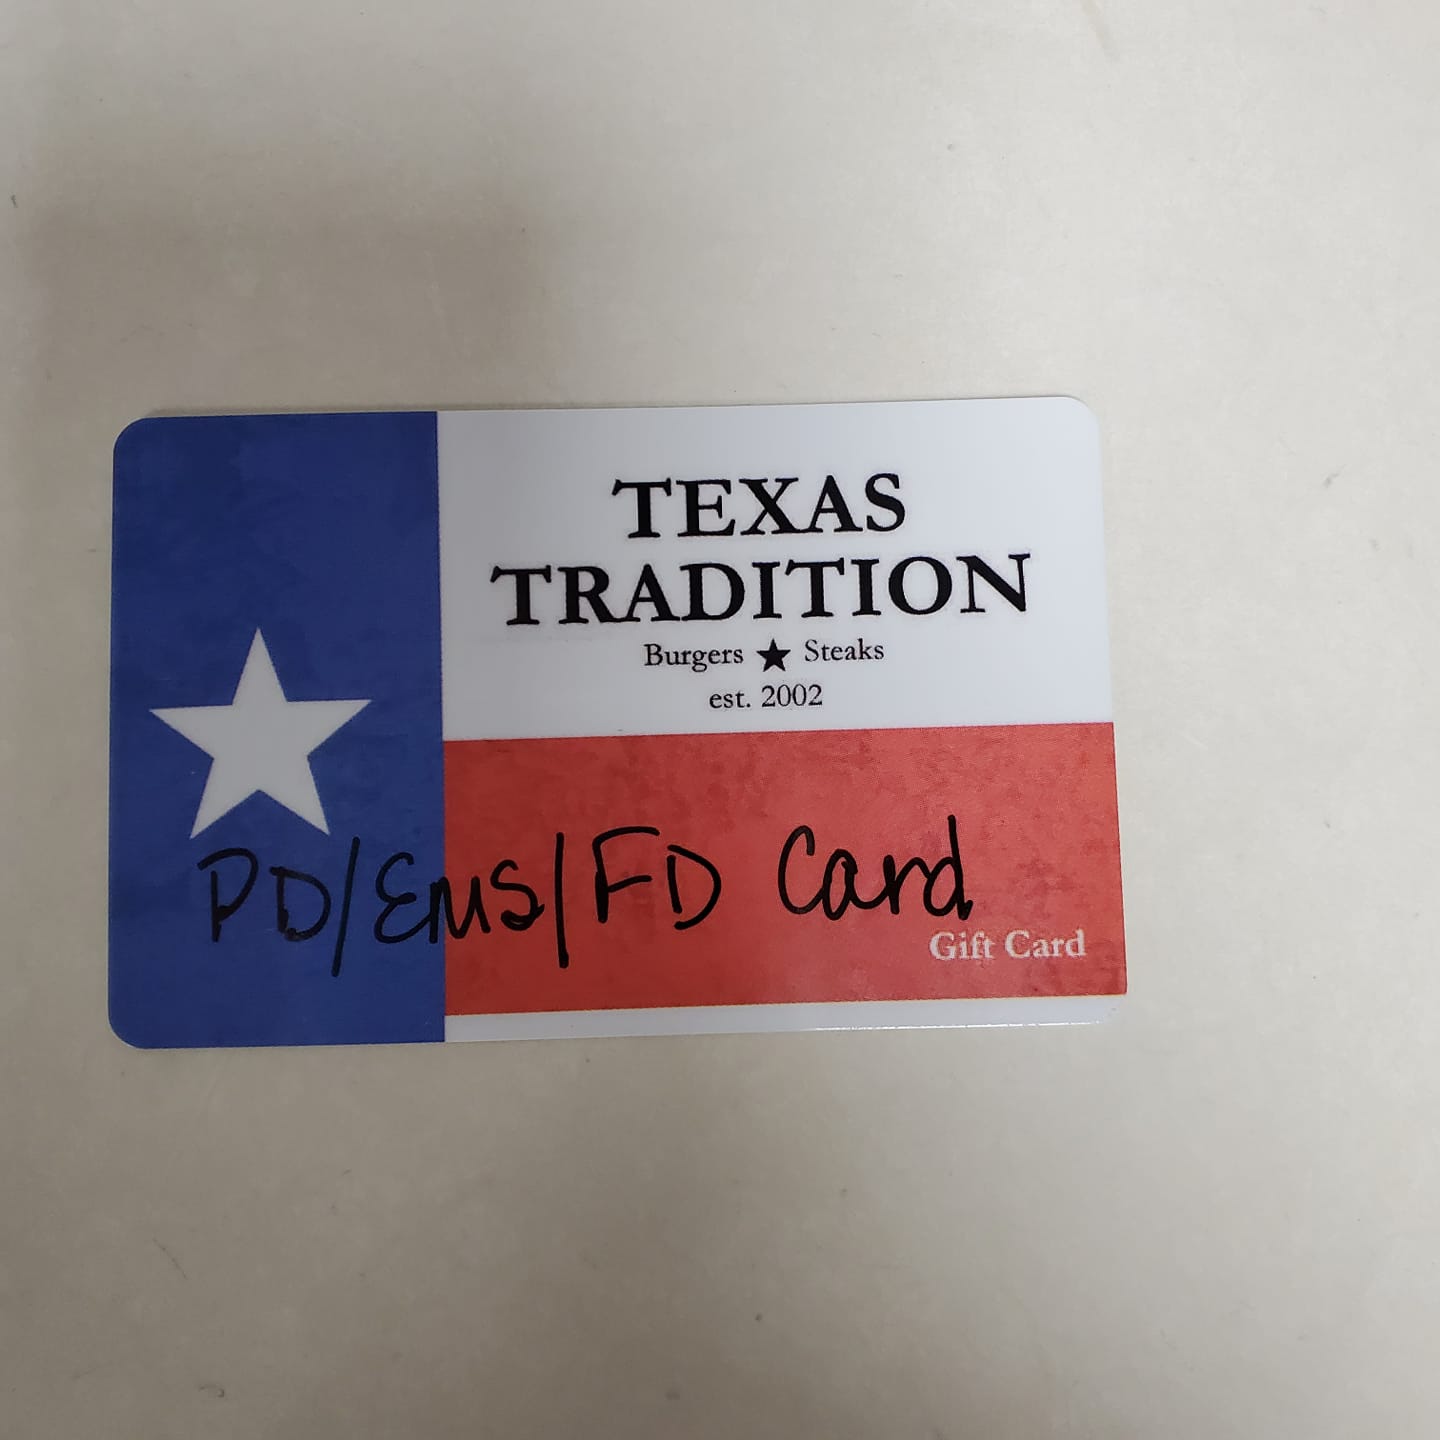 TEXAS
TRADITION
Burgers ★ Steaks
est. 2002
PD/EMS/FD Card
Gift Card